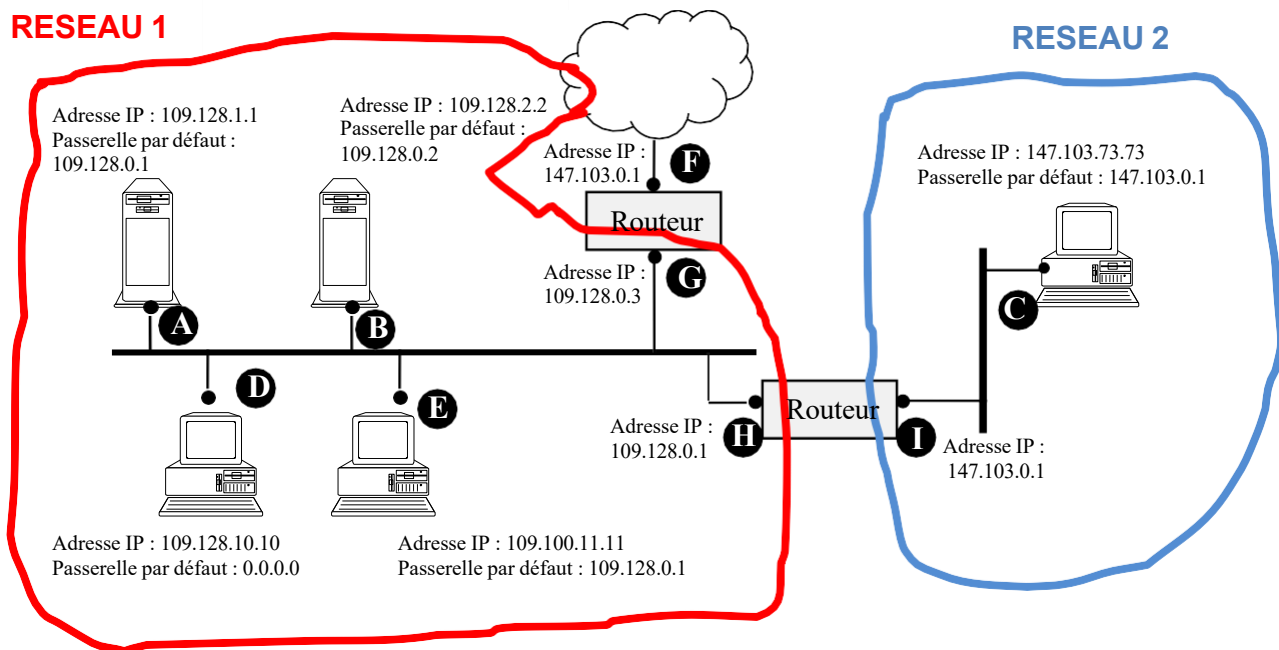 RESEAU 1
RESEAU 2
Adresse IP : 109.128.1.1
Passerelle par défaut :
109.128.0.1
Adresse IP : 109.128.2.2
Passerelle par défaut :
109.128.0.2
Adresse IP :
147.103.0.1
F
Adresse IP : 147.103.73.73
Passerelle par défaut : 147.103.0.1
Routeur
Adresse IP :
109.128.0.3
G
C
A
B
D
E
Routeur
Adresse IP :
109.128.0.1
H
I
Adresse IP :
147.103.0.1
Adresse IP : 109.128.10.10
Passerelle par défaut : 0.0.0.0
Adresse IP : 109.100.11.11
Passerelle par défaut : 109.128.0.1